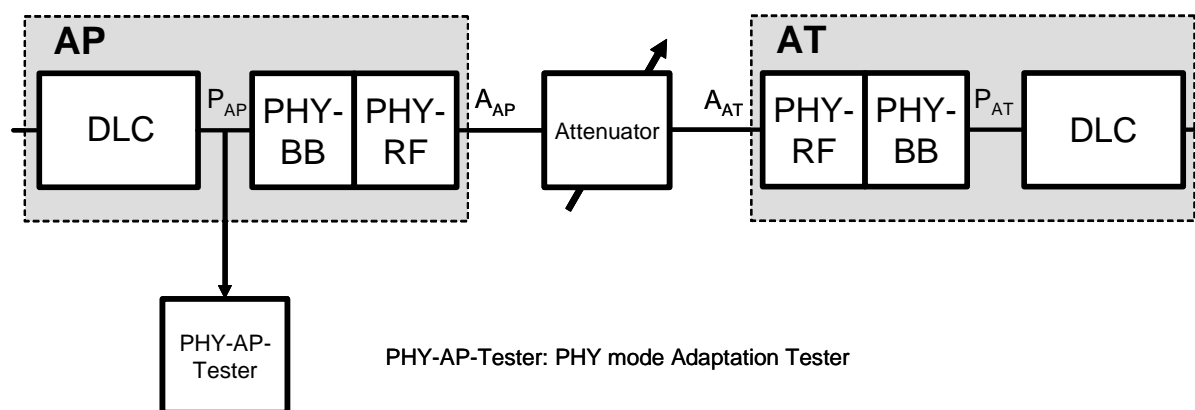 AP
AT
DLC
P_AP
PHY-
BB
PHY-
RF
A_AP
Attenuator
A_AT
PHY-
RF
PHY-
BB
P_AT
DLC
PHY-AP-
Tester
PHY-AP-Tester: PHY mode Adaptation Tester